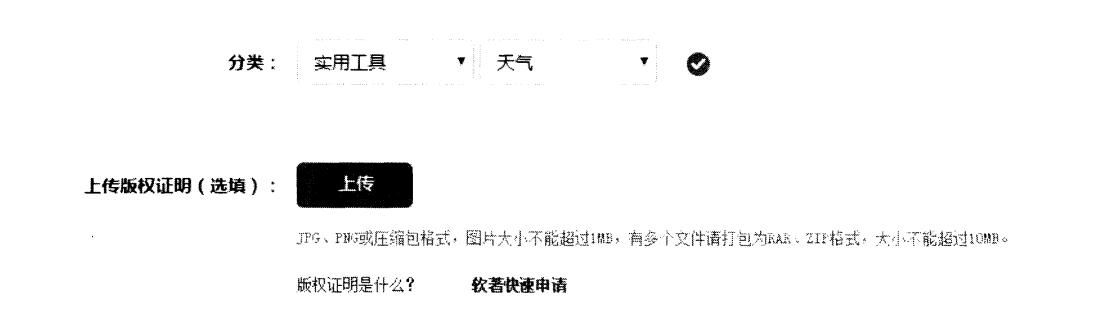 分类： 实用工具 天气
上传版权证明（选填）： 上传
JPG、PNG或压缩包格式，图片大小不能超过1MB，有多个文件请打包为RAR、ZIP格式，大小不能超过10MB。
版权证明是什么？ 软著快速申请